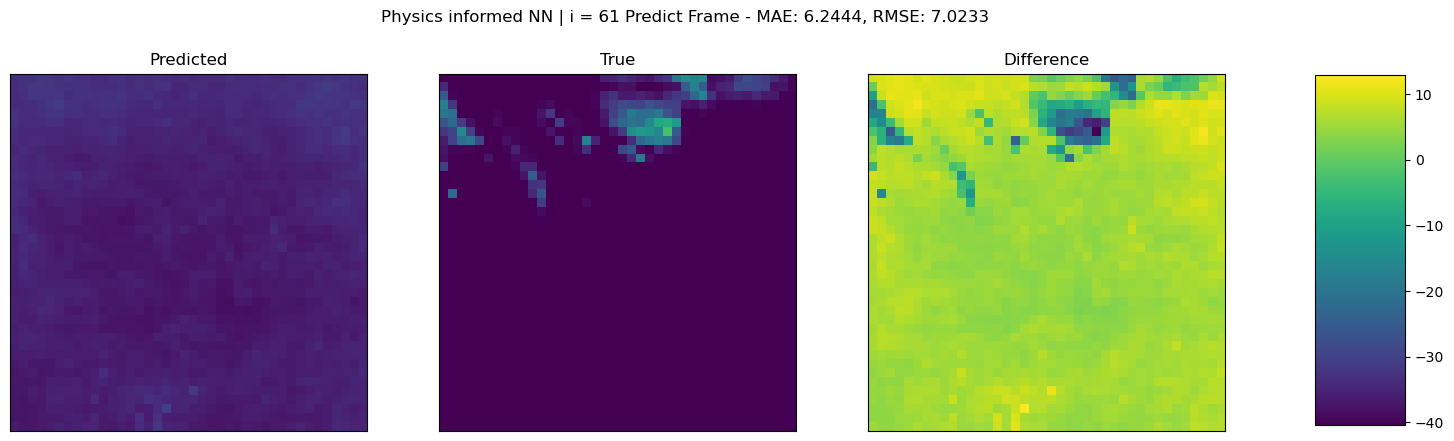 Physics informed NN | i = 61 Predict Frame - MAE: 6.2444, RMSE: 7.0233
Predicted
True
Difference
10
0
−10
−20
−30
−40